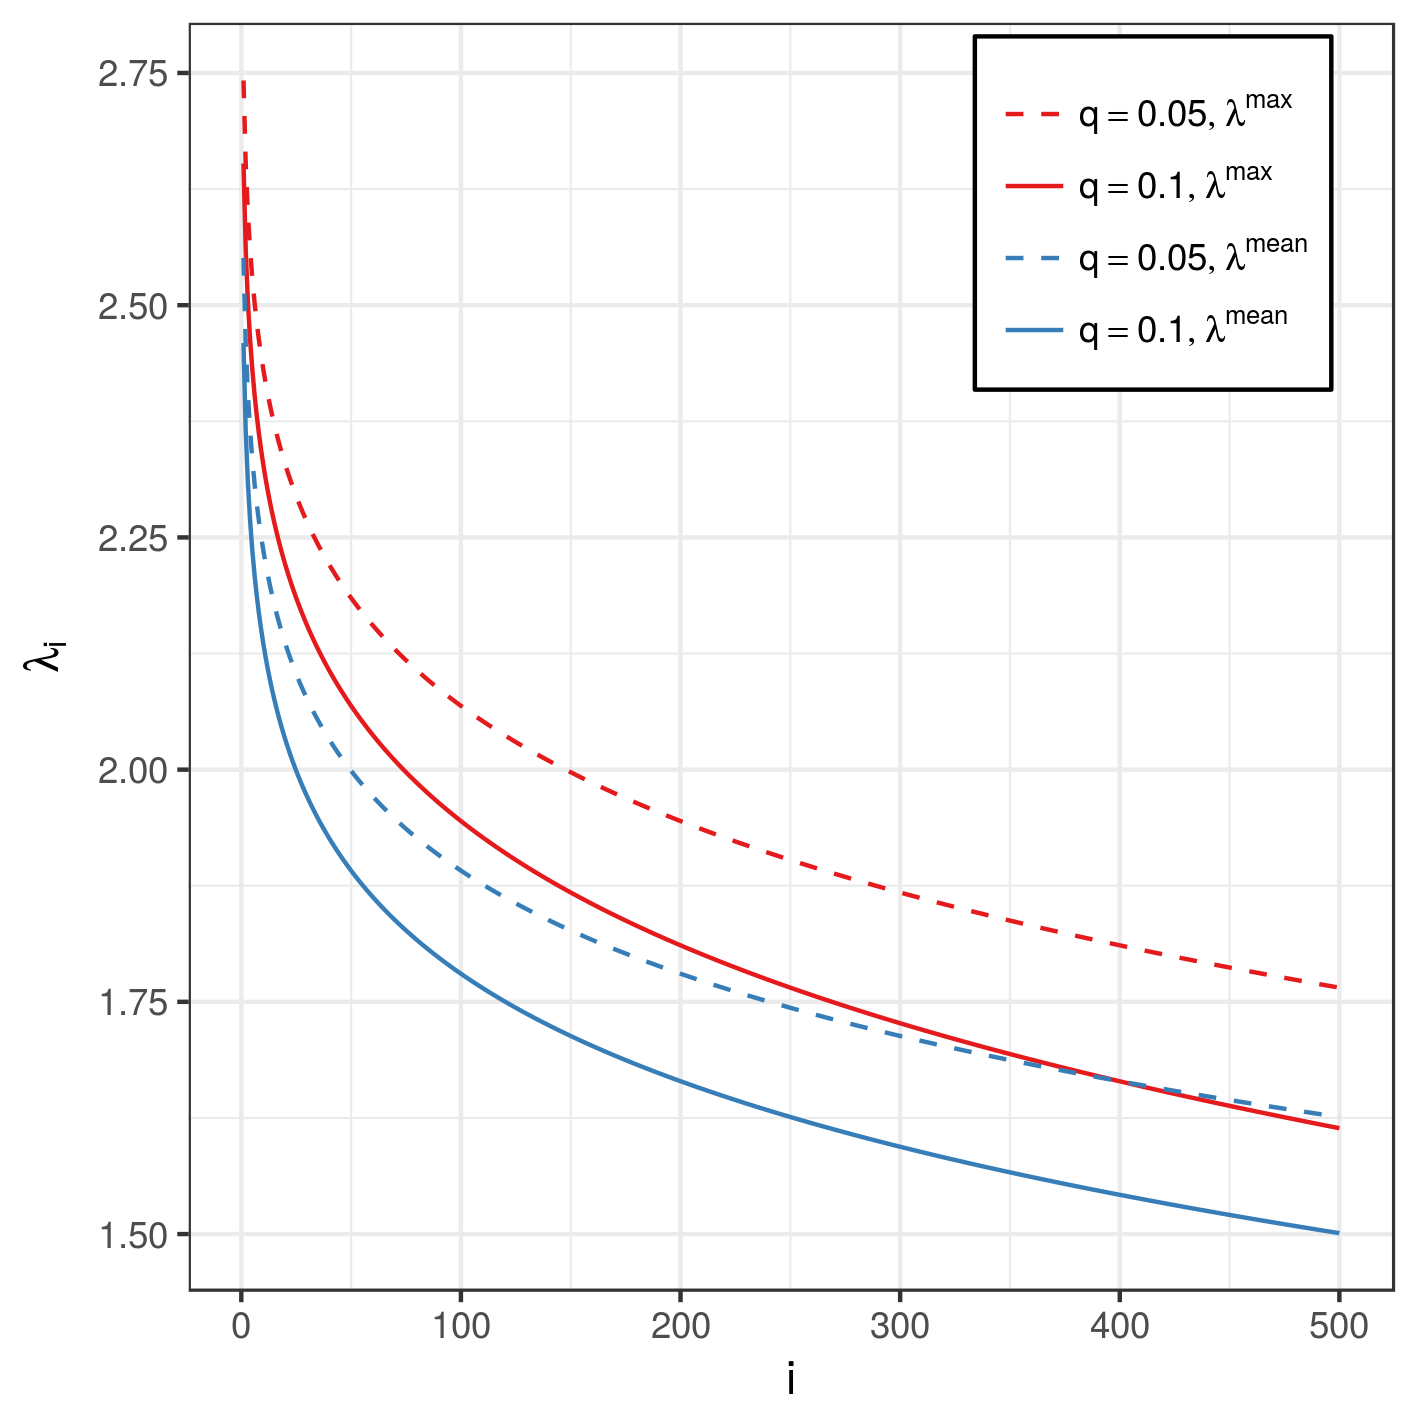 2.75
2.50
2.25
2.00
1.75
1.50
λᵢ
0 100 200 300 400 500
i
q = 0.05, λ^max
q = 0.1, λ^max
q = 0.05, λ^mean
q = 0.1, λ^mean